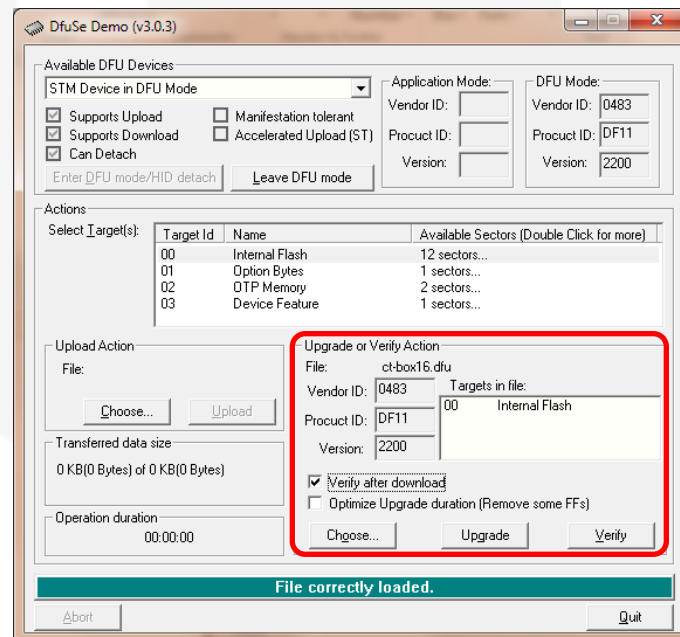 DfuSe Demo (v3.0.3)
Available DFU Devices
STM Device in DFU Mode
Supports Upload
Manifestation tolerant
Supports Download
Accelerated Upload (ST)
Can Detach
Enter DFU mode/HID detach
Leave DFU mode
Application Mode:
Vendor ID:
Procuct ID:
Version:
DFU Mode:
Vendor ID: 0483
Procuct ID: DF11
Version: 2200
Actions
Select Target(s):
Target Id Name Available Sectors (Double Click for more)
00 Internal Flash 12 sectors...
01 Option Bytes 1 sectors...
02 OTP Memory 2 sectors...
03 Device Feature 1 sectors...
Upload Action
File:
Choose... Upload
Transferred data size
0 KB(0 Bytes) of 0 KB(0 Bytes)
Operation duration
00:00:00
Upgrade or Verify Action
File: ct-box16.dfu
Vendor ID: 0483
Procuct ID: DF11
Version: 2200
Targets in file:
00 Internal Flash
Verify after download
Optimize Upgrade duration (Remove some FFs)
Choose... Upgrade Verify
File correctly loaded.
Abort Quit